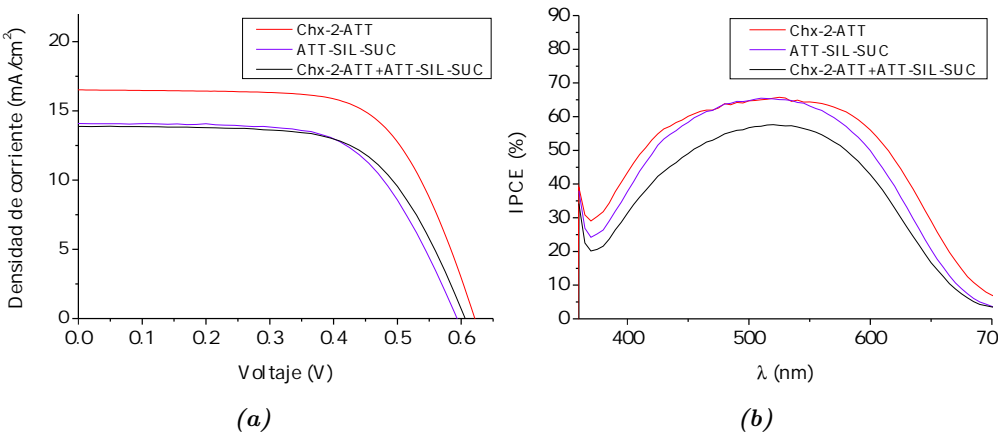 Chx-2-ATT
ATT-SIL-SUC
Chx-2-ATT+ATT-SIL-SUC
Densidad de corriente (mA/cm²)
20
15
10
5
0
0.0 0.1 0.2 0.3 0.4 0.5 0.6
Voltaje (V)
(a)
Chx-2-ATT
ATT-SIL-SUC
Chx-2-ATT+ATT-SIL-SUC
IPCE (%)
90
80
70
60
50
40
30
20
10
0
400 500 600 70
λ (nm)
(b)